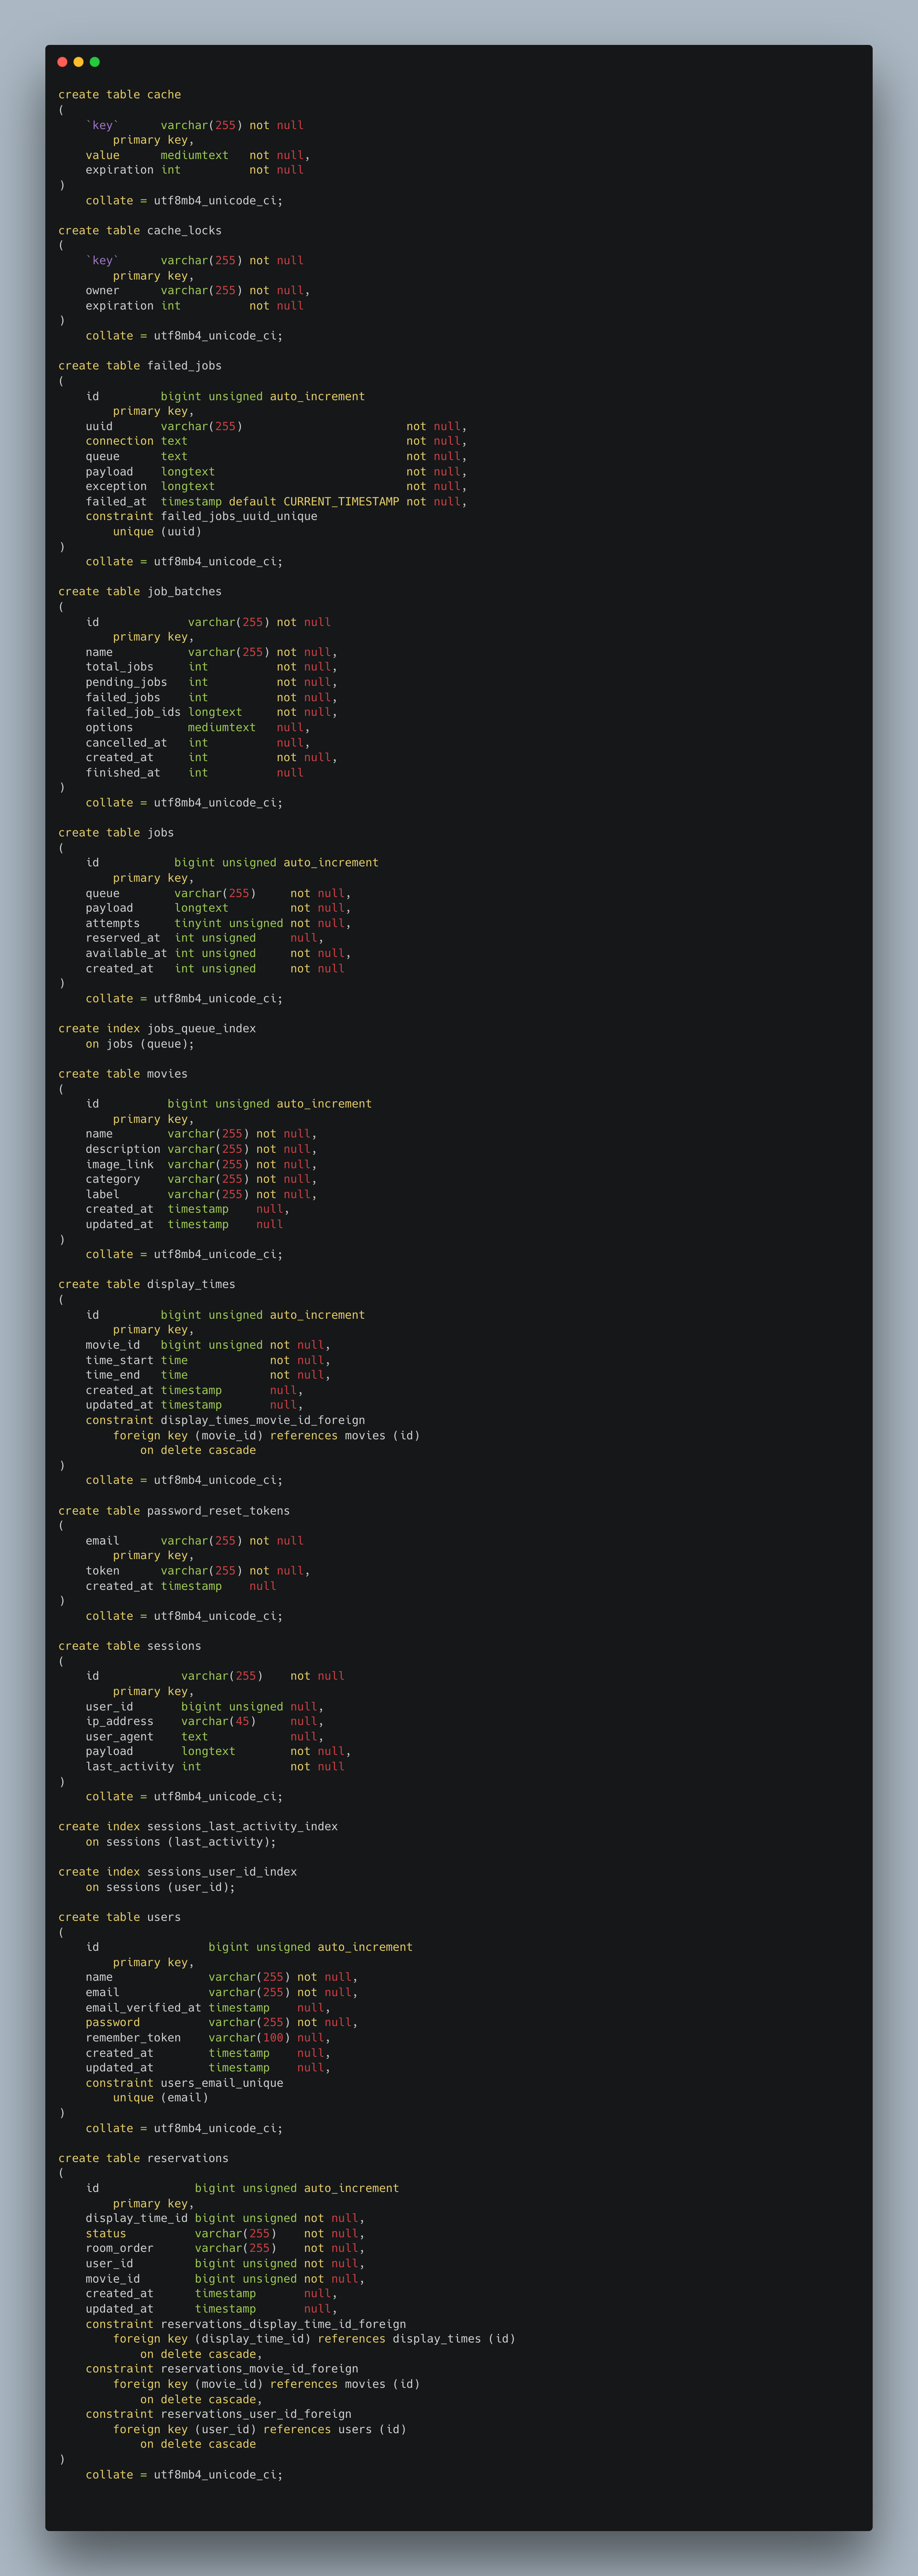 create table cache
(
    `key`      varchar(255) not null
        primary key,
    value      mediumtext   not null,
    expiration int          not null
)
    collate = utf8mb4_unicode_ci;

create table cache_locks
(
    `key`      varchar(255) not null
        primary key,
    owner      varchar(255) not null,
    expiration int          not null
)
    collate = utf8mb4_unicode_ci;

create table failed_jobs
(
    id         bigint unsigned auto_increment
        primary key,
    uuid       varchar(255)                        not null,
    connection text                                not null,
    queue      text                                not null,
    payload    longtext                            not null,
    exception  longtext                            not null,
    failed_at  timestamp default CURRENT_TIMESTAMP not null,
    constraint failed_jobs_uuid_unique
        unique (uuid)
)
    collate = utf8mb4_unicode_ci;

create table job_batches
(
    id             varchar(255) not null
        primary key,
    name           varchar(255) not null,
    total_jobs     int          not null,
    pending_jobs   int          not null,
    failed_jobs    int          not null,
    failed_job_ids longtext     not null,
    options        mediumtext   null,
    cancelled_at   int          null,
    created_at     int          not null,
    finished_at    int          null
)
    collate = utf8mb4_unicode_ci;

create table jobs
(
    id           bigint unsigned auto_increment
        primary key,
    queue        varchar(255)     not null,
    payload      longtext         not null,
    attempts     tinyint unsigned not null,
    reserved_at  int unsigned     null,
    available_at int unsigned     not null,
    created_at   int unsigned     not null
)
    collate = utf8mb4_unicode_ci;

create index jobs_queue_index
    on jobs (queue);

create table movies
(
    id          bigint unsigned auto_increment
        primary key,
    name        varchar(255) not null,
    description varchar(255) not null,
    image_link  varchar(255) not null,
    category    varchar(255) not null,
    label       varchar(255) not null,
    created_at  timestamp    null,
    updated_at  timestamp    null
)
    collate = utf8mb4_unicode_ci;

create table display_times
(
    id         bigint unsigned auto_increment
        primary key,
    movie_id   bigint unsigned not null,
    time_start time            not null,
    time_end   time            not null,
    created_at timestamp       null,
    updated_at timestamp       null,
    constraint display_times_movie_id_foreign
        foreign key (movie_id) references movies (id)
            on delete cascade
)
    collate = utf8mb4_unicode_ci;

create table password_reset_tokens
(
    email      varchar(255) not null
        primary key,
    token      varchar(255) not null,
    created_at timestamp    null
)
    collate = utf8mb4_unicode_ci;

create table sessions
(
    id            varchar(255)    not null
        primary key,
    user_id       bigint unsigned null,
    ip_address    varchar(45)     null,
    user_agent    text            null,
    payload       longtext        not null,
    last_activity int             not null
)
    collate = utf8mb4_unicode_ci;

create index sessions_last_activity_index
    on sessions (last_activity);

create index sessions_user_id_index
    on sessions (user_id);

create table users
(
    id                bigint unsigned auto_increment
        primary key,
    name              varchar(255) not null,
    email             varchar(255) not null,
    email_verified_at timestamp    null,
    password          varchar(255) not null,
    remember_token    varchar(100) null,
    created_at        timestamp    null,
    updated_at        timestamp    null,
    constraint users_email_unique
        unique (email)
)
    collate = utf8mb4_unicode_ci;

create table reservations
(
    id              bigint unsigned auto_increment
        primary key,
    display_time_id bigint unsigned not null,
    status          varchar(255)    not null,
    room_order      varchar(255)    not null,
    user_id         bigint unsigned not null,
    movie_id        bigint unsigned not null,
    created_at      timestamp       null,
    updated_at      timestamp       null,
    constraint reservations_display_time_id_foreign
        foreign key (display_time_id) references display_times (id)
            on delete cascade,
    constraint reservations_movie_id_foreign
        foreign key (movie_id) references movies (id)
            on delete cascade,
    constraint reservations_user_id_foreign
        foreign key (user_id) references users (id)
            on delete cascade
)
    collate = utf8mb4_unicode_ci;